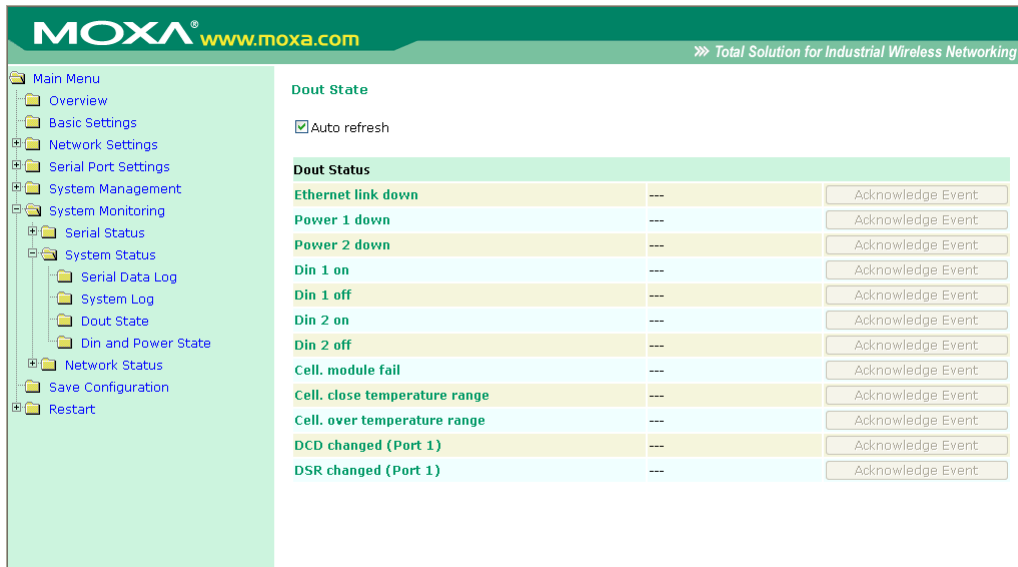 MOXA® www.moxa.com
Total Solution for Industrial Wireless Networking
Main Menu
Overview
Basic Settings
Network Settings
Serial Port Settings
System Management
System Monitoring
Serial Status
System Status
Serial Data Log
System Log
Dout State
Din and Power State
Network Status
Save Configuration
Restart
Dout State
Auto refresh
Dout Status
Ethernet link down --- Acknowledge Event
Power 1 down --- Acknowledge Event
Power 2 down --- Acknowledge Event
Din 1 on --- Acknowledge Event
Din 1 off --- Acknowledge Event
Din 2 on --- Acknowledge Event
Din 2 off --- Acknowledge Event
Cell. module fail --- Acknowledge Event
Cell. close temperature range --- Acknowledge Event
Cell. over temperature range --- Acknowledge Event
DCD changed (Port 1) --- Acknowledge Event
DSR changed (Port 1) --- Acknowledge Event